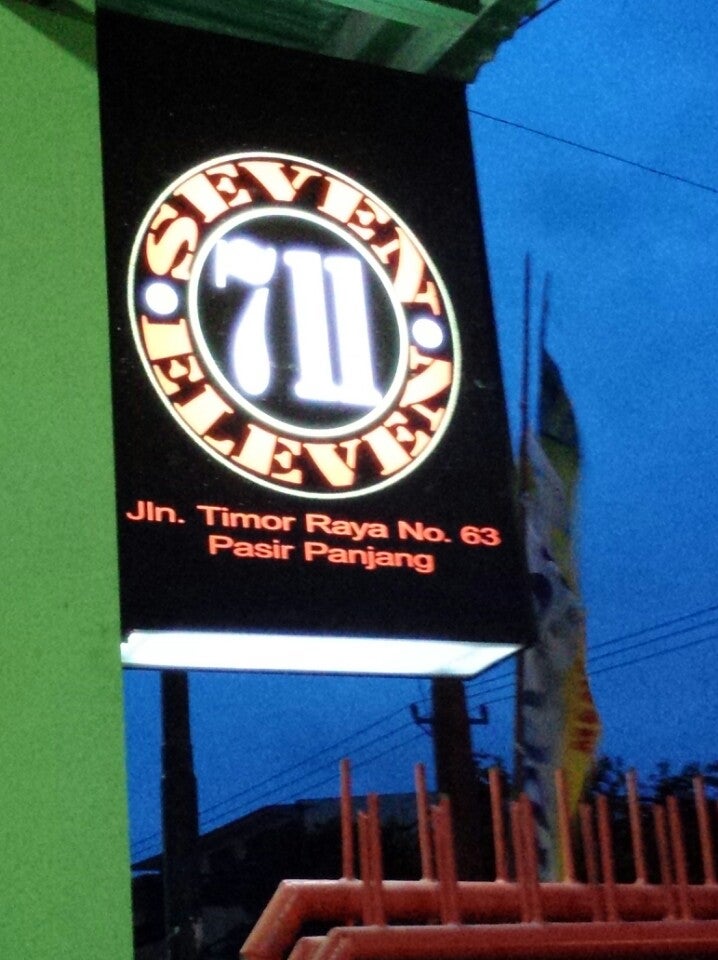 SEVEN
711
ELEVEN
Jln. Timor Raya No. 63
Pasir Panjang